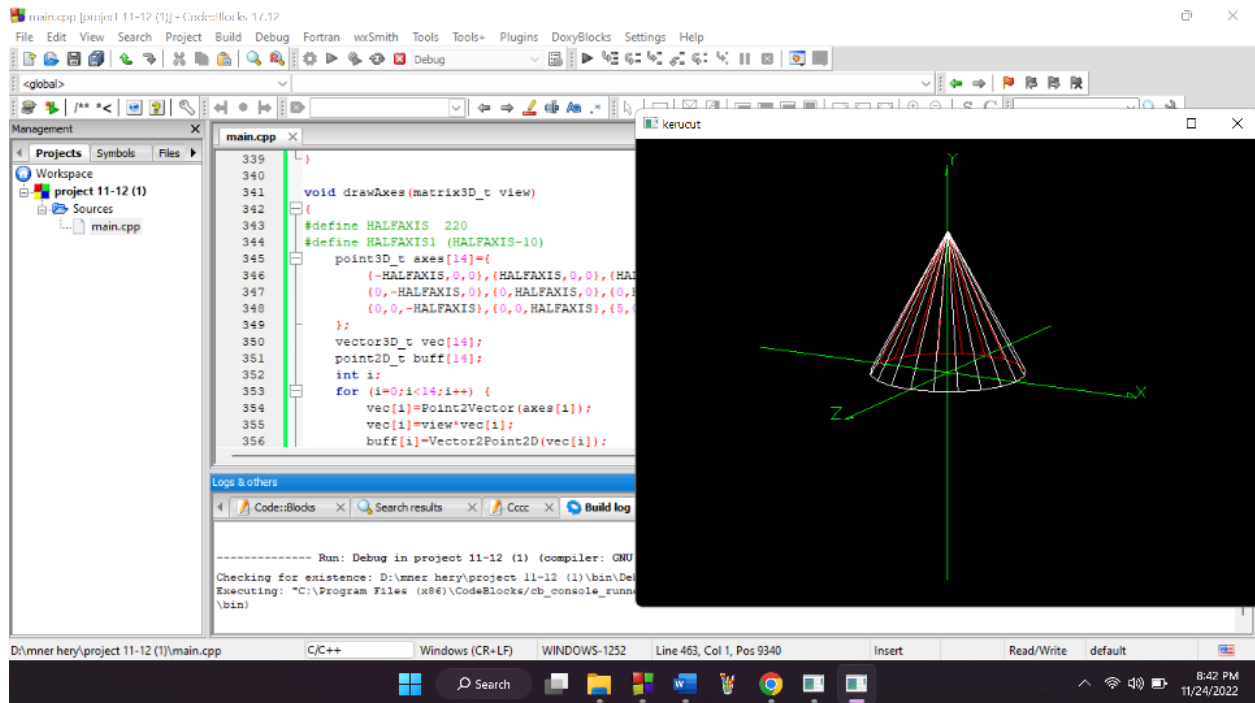 main.cpp [project 11-12 (1)] - Code::Blocks 17.12
File Edit View Search Project Build Debug Fortran wxSmith Tools Tools+ Plugins DoxyBlocks Settings Help
Debug
<global>
/** *<
Management
Projects Symbols Files
Workspace
project 11-12 (1)
Sources
main.cpp
main.cpp
339 }
340
341 void drawAxes(matrix3D_t view)
342 {
343 #define HALFAXIS 220
344 #define HALFAXIS1 (HALFAXIS-10)
345 point3D_t axes[14]={
346 {-HALFAXIS,0,0},{HALFAXIS,0,0},{HA
347 {0,-HALFAXIS,0},{0,HALFAXIS,0},{0,
348 {0,0,-HALFAXIS},{0,0,HALFAXIS},{5,
349 };
350 vector3D_t vec[14];
351 point2D_t buff[14];
352 int i;
353 for (i=0;i<14;i++) {
354 vec[i]=Point2Vector(axes[i]);
355 vec[i]=view*vec[i];
356 buff[i]=Vector2Point2D(vec[i]);
kerucut
Y
X
Z
Logs & others
Code::Blocks Search results Cccc Build log
-------------- Run: Debug in project 11-12 (1) (compiler: GNU
Checking for existence: D:\mner hery\project 11-12 (1)\bin\De
Executing: "C:\Program Files (x86)\CodeBlocks/cb_console_runn
\bin)
D:\mner hery\project 11-12 (1)\main.cpp C/C++ Windows (CR+LF) WINDOWS-1252 Line 463, Col 1, Pos 9340 Insert Read/Write default
Search
8:42 PM
11/24/2022